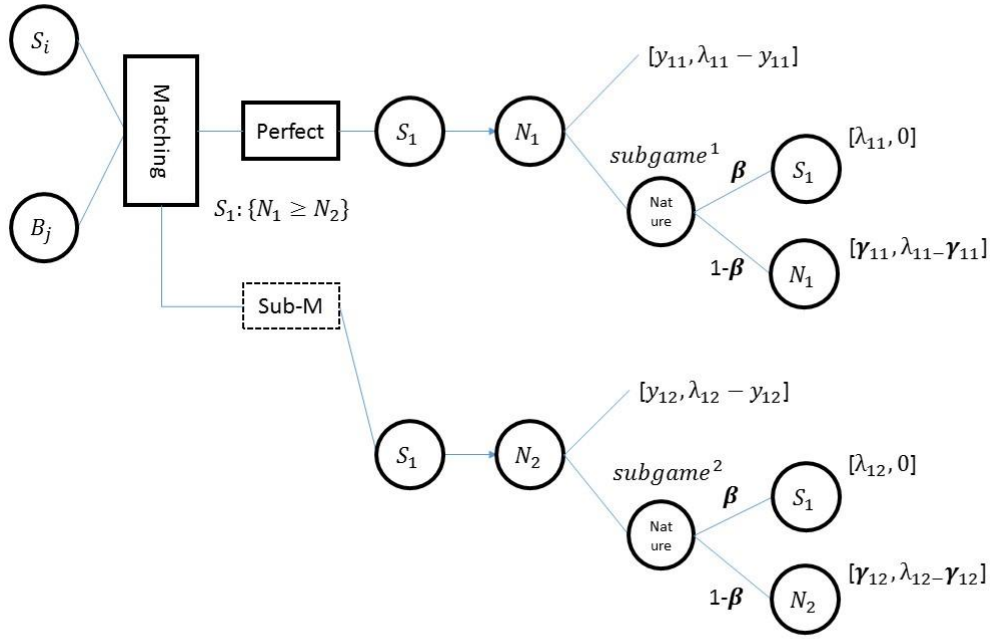 S_i
[y_11, λ_11 − y_11]
Matching
Perfect
S_1
N_1
subgame^1
β
S_1
[λ_11, 0]
Nat
ure
S_1: {N_1 ≥ N_2}
B_j
1-β
N_1
[γ_11, λ_11−γ_11]
Sub-M
[y_12, λ_12 − y_12]
S_1
N_2
subgame^2
β
S_1
[λ_12, 0]
Nat
ure
1-β
N_2
[γ_12, λ_12−γ_12]